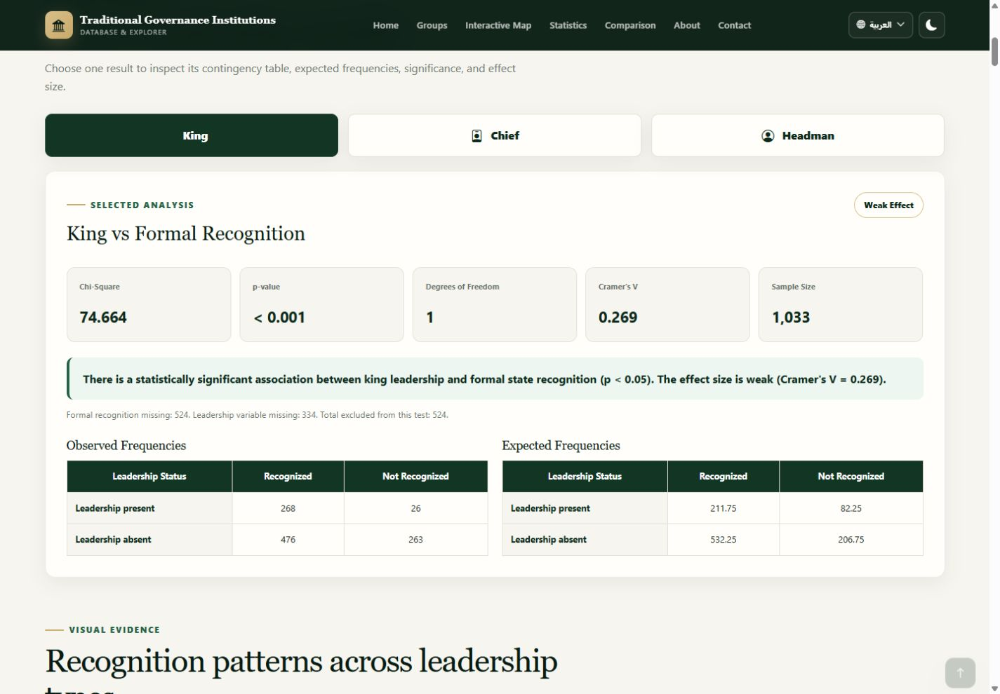 Traditional Governance Institutions
DATABASE & EXPLORER
Home
Groups
Interactive Map
Statistics
Comparison
About
Contact
العربية
Choose one result to inspect its contingency table, expected frequencies, significance, and effect
size.
King
Chief
Headman
SELECTED ANALYSIS
Weak Effect
King vs Formal Recognition
Chi-Square
74.664
p-value
< 0.001
Degrees of Freedom
1
Cramer's V
0.269
Sample Size
1,033
There is a statistically significant association between king leadership and formal state recognition (p < 0.05). The effect size is weak (Cramer's V = 0.269).
Formal recognition missing: 524. Leadership variable missing: 334. Total excluded from this test: 524.
Observed Frequencies
Leadership Status Recognized Not Recognized
Leadership present 268 26
Leadership absent 476 263
Expected Frequencies
Leadership Status Recognized Not Recognized
Leadership present 211.75 82.25
Leadership absent 532.25 206.75
VISUAL EVIDENCE
Recognition patterns across leadership
types